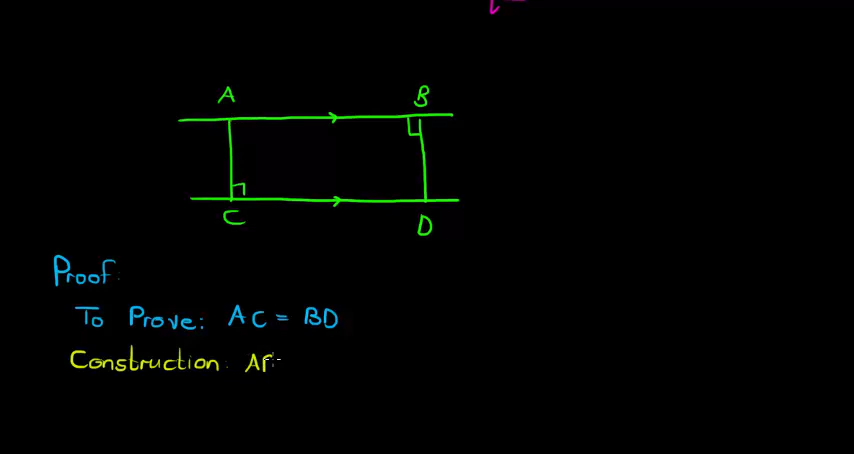 A B
C D
Proof:
To Prove: AC = BD
Construction: